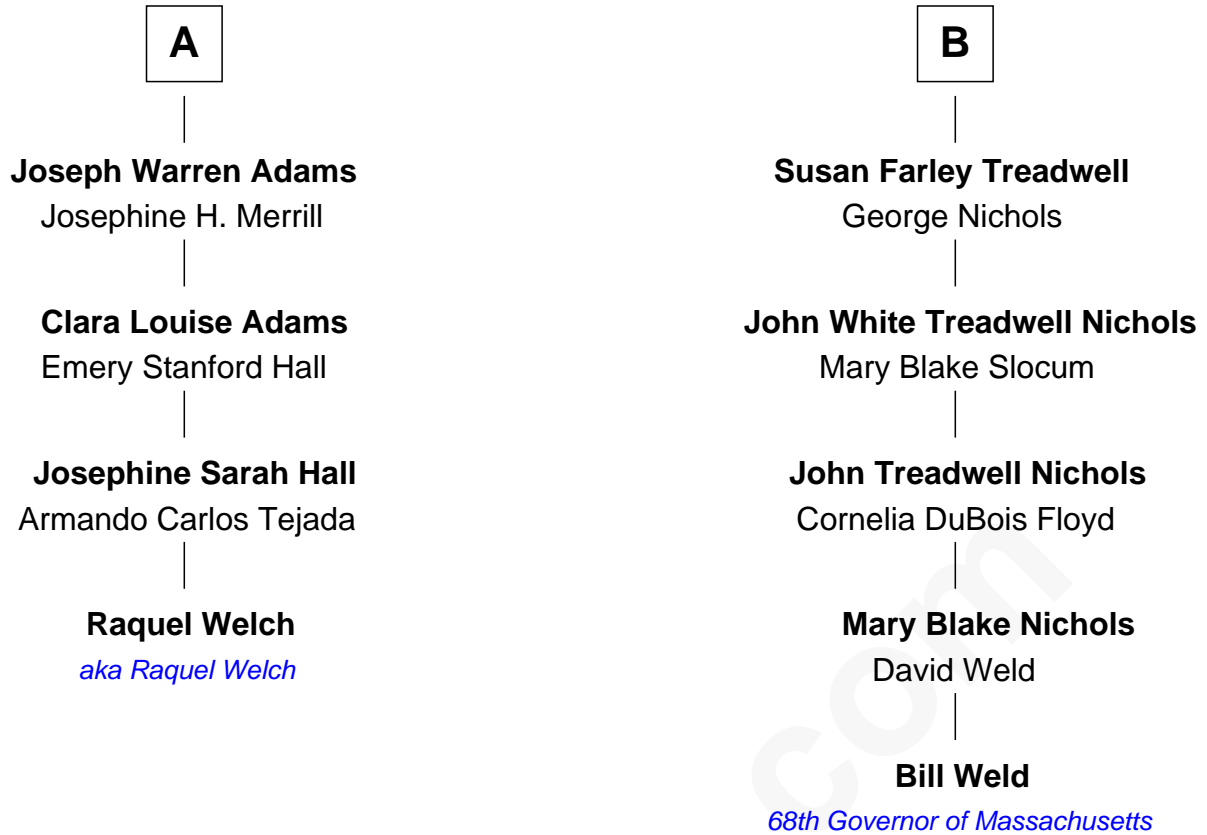 A
Joseph Warren Adams
Josephine H. Merrill
Clara Louise Adams
Emery Stanford Hall
Josephine Sarah Hall
Armando Carlos Tejada
Raquel Welch
aka Raquel Welch
B
Susan Farley Treadwell
George Nichols
John White Treadwell Nichols
Mary Blake Slocum
John Treadwell Nichols
Cornelia DuBois Floyd
Mary Blake Nichols
David Weld
Bill Weld
68th Governor of Massachusetts
com